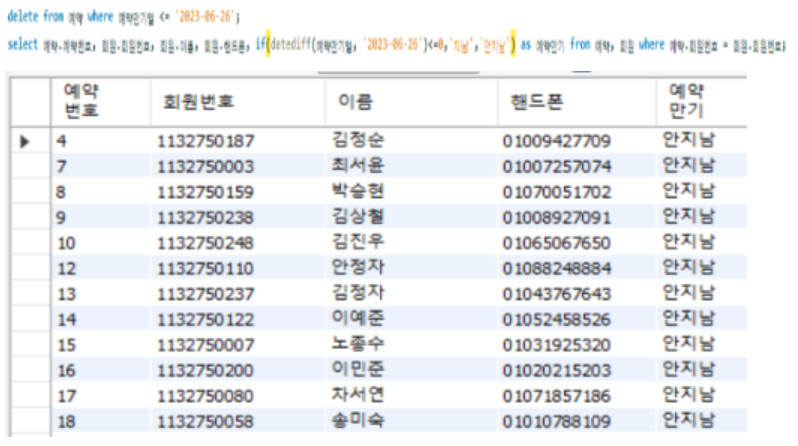 delete from 예약 where 예약만기일 <= '2023-06-26';
select 예약.예약번호, 회원.회원번호, 회원.이름, 회원.핸드폰, if(datediff(예약만기일, '2023-06-26')<=0,'지남','안지남') as 예약만기 from 예약, 회원 where 예약.회원번호 = 회원.회원번호;
예약번호 회원번호 이름 핸드폰 예약만기
4 1132750187 김정순 01009427709 안지남
7 1132750003 최서윤 01007257074 안지남
8 1132750159 박승현 01070051702 안지남
9 1132750238 김상철 01008927091 안지남
10 1132750248 김진우 01065067650 안지남
12 1132750110 안정자 01088248884 안지남
13 1132750237 김정자 01043767643 안지남
14 1132750122 이예준 01052458526 안지남
15 1132750007 노종수 01031925320 안지남
16 1132750200 이민준 01020215203 안지남
17 1132750080 차서연 01071857186 안지남
18 1132750058 송미숙 01010788109 안지남